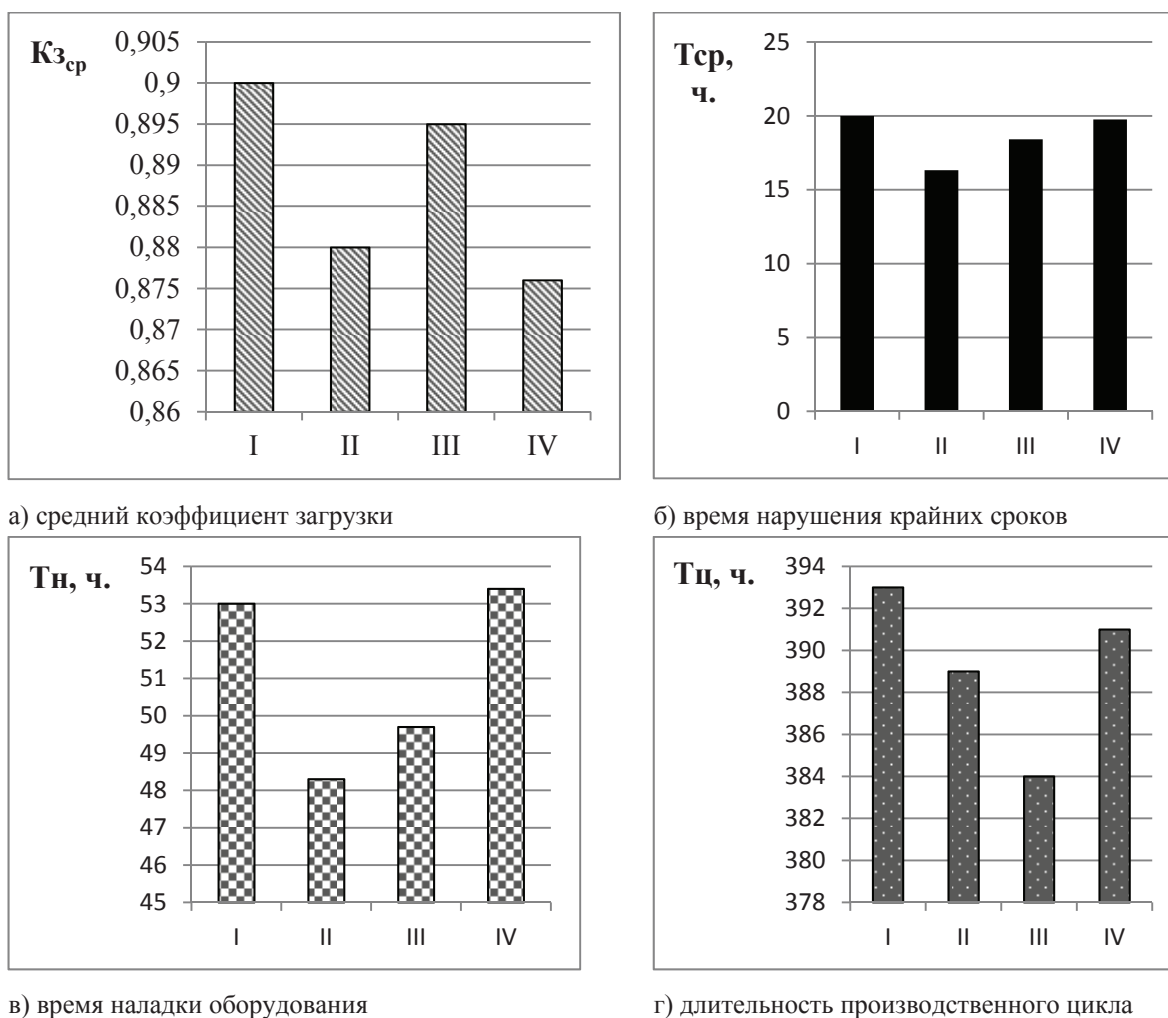 Кз_ср
0,905
0,9
0,895
0,89
0,885
0,88
0,875
0,87
0,865
0,86
I II III IV
а) средний коэффициент загрузки
Тср,
ч.
25
20
15
10
5
0
I II III IV
б) время нарушения крайних сроков
Тн, ч.
54
53
52
51
50
49
48
47
46
45
I II III IV
в) время наладки оборудования
Тц, ч.
394
392
390
388
386
384
382
380
378
I II III IV
г) длительность производственного цикла